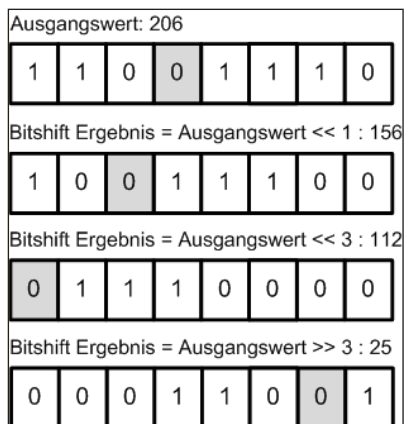 Ausgangswert: 206
1 1 0 0 1 1 1 0
Bitshift Ergebnis = Ausgangswert << 1 : 156
1 0 0 1 1 1 0 0
Bitshift Ergebnis = Ausgangswert << 3 : 112
0 1 1 1 0 0 0 0
Bitshift Ergebnis = Ausgangswert >> 3 : 25
0 0 0 1 1 0 0 1